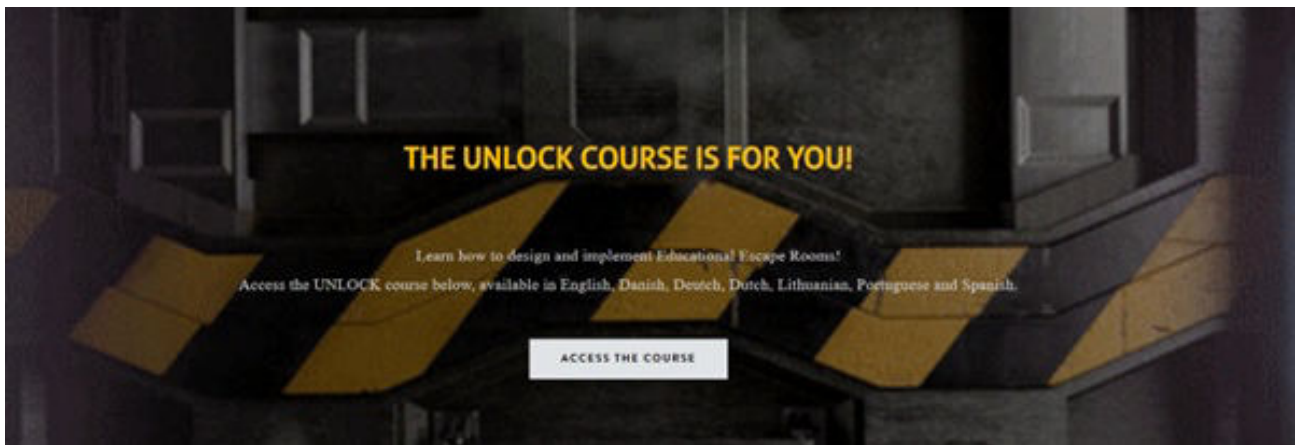 THE UNLOCK COURSE IS FOR YOU!
Learn how to design and implement Educational Escape Rooms!
Access the UNLOCK course below, available in English, Danish, Deutch, Dutch, Lithuanian, Portuguese and Spanish.
ACCESS THE COURSE